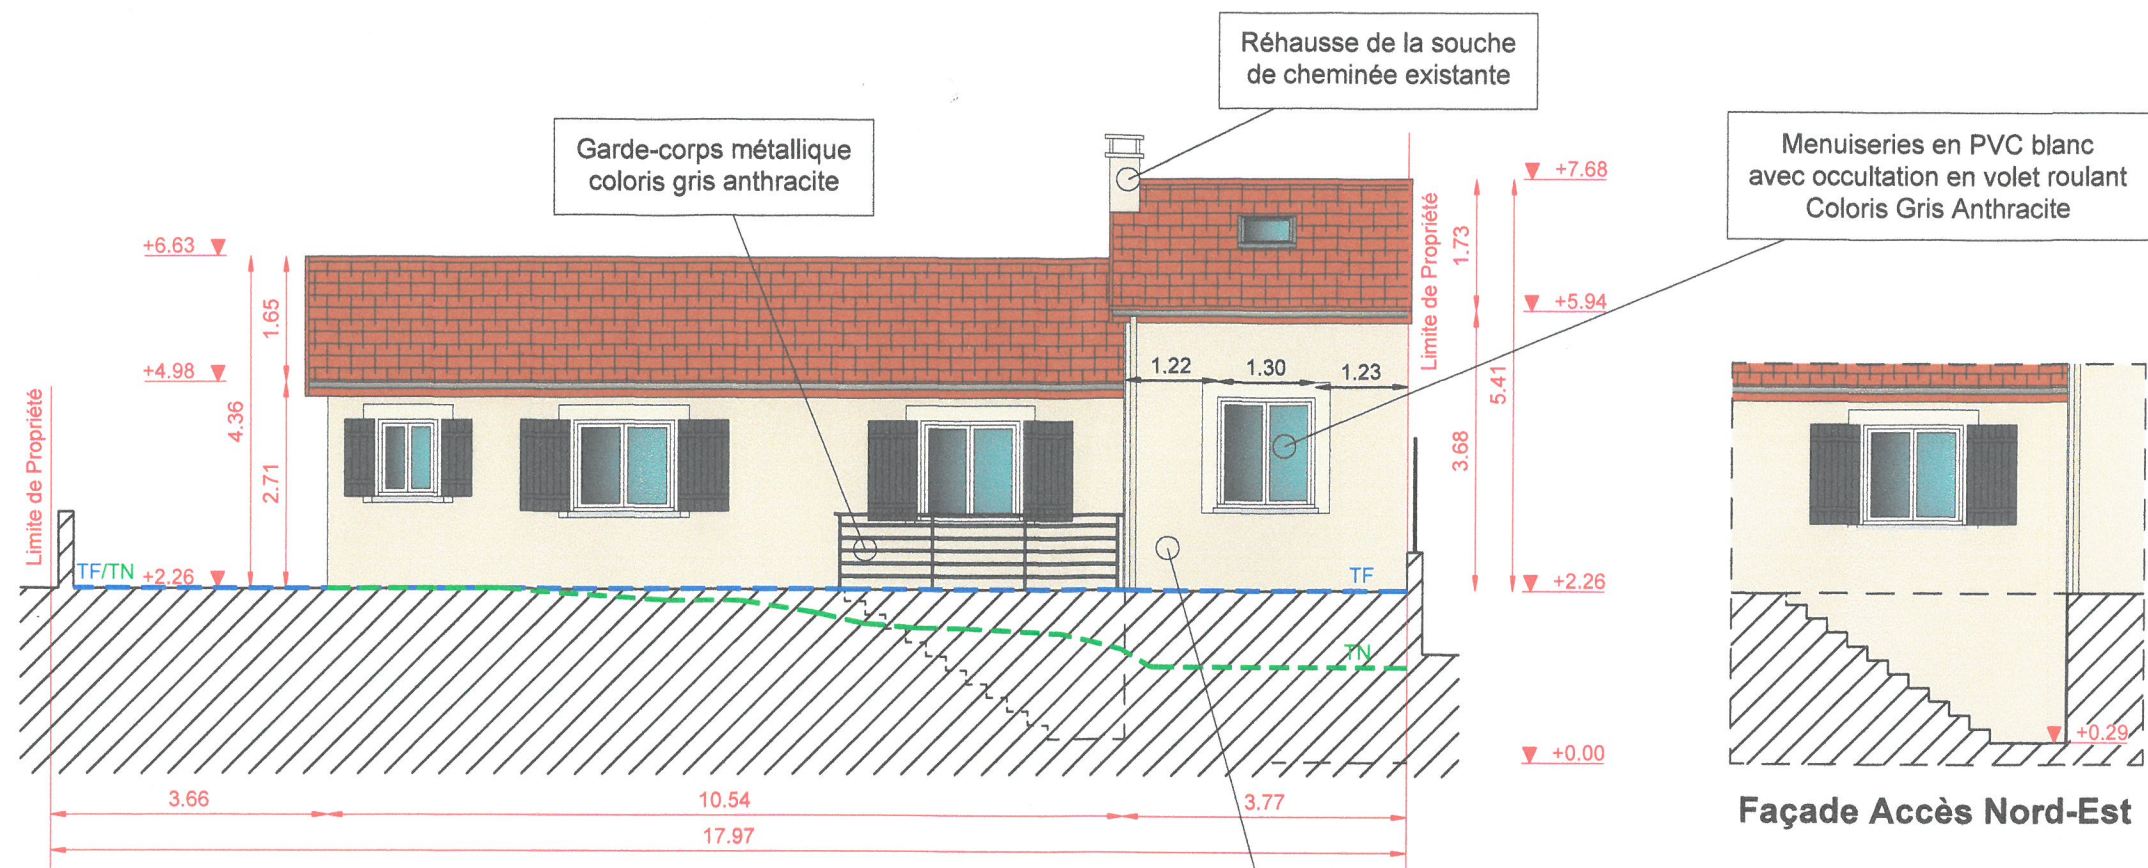 Réhausse de la souche
de cheminée existante
Garde-corps métallique
coloris gris anthracite
Menuiseries en PVC blanc
avec occultation en volet roulant
Coloris Gris Anthracite
+7.68
+6.63
1.73
Limite de Propriété
+5.94
1.65
4.36
+4.98
1.22
1.30
1.23
5.41
3.68
2.71
Limite de Propriété
TF/TN
+2.26
TF
+2.26
TN
+0.29
+0.00
3.66
10.54
3.77
17.97
Façade Accès Nord-Est